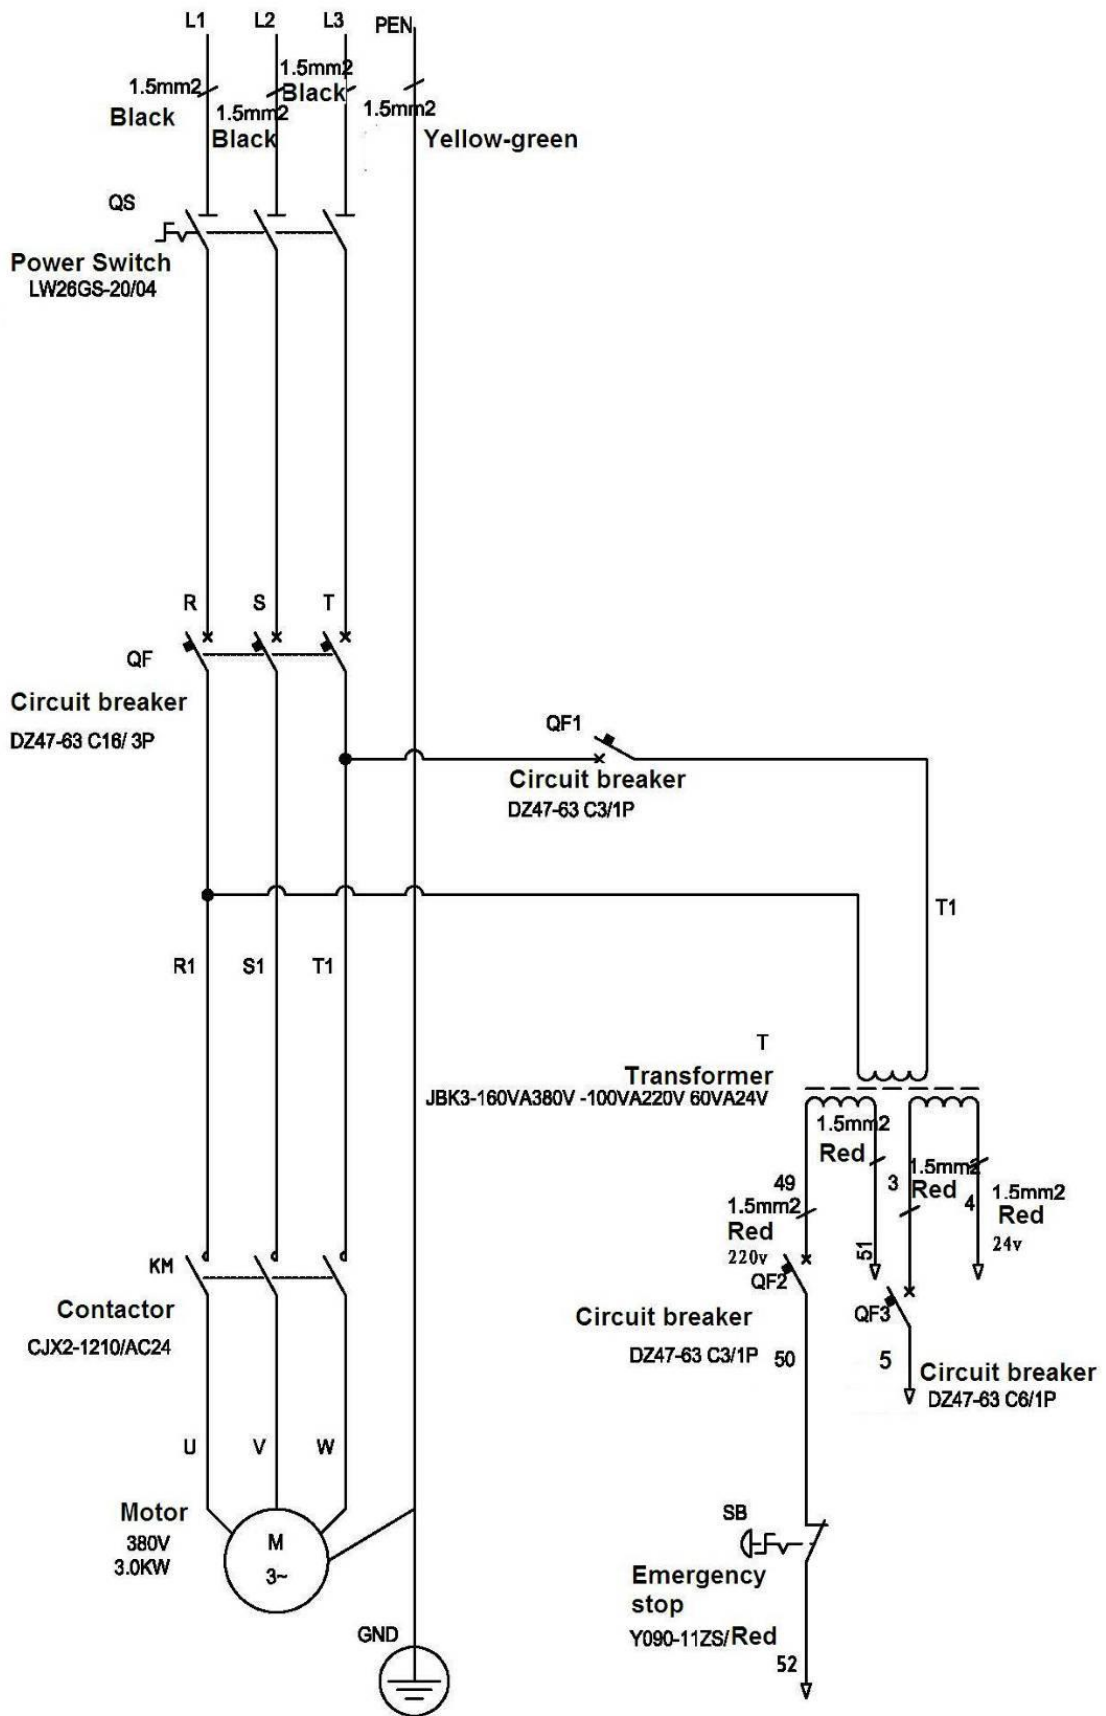 L1
L2
L3
PEN
1.5mm2
Black
1.5mm2
Black
1.5mm2
Black
1.5mm2
Yellow-green
QS
Power Switch
LW26GS-20/04
R
S
T
QF
Circuit breaker
DZ47-63 C16/ 3P
QF1
Circuit breaker
DZ47-63 C3/1P
T1
R1
S1
T1
T
Transformer
JBK3-160VA380V -100VA220V 60VA24V
1.5mm2
Red
49
1.5mm2
Red
220v
51
3
1.5mm2
Red
4
1.5mm2
Red
24v
KM
Contactor
CJX2-1210/AC24
QF2
Circuit breaker
DZ47-63 C3/1P
50
QF3
5
Circuit breaker
DZ47-63 C6/1P
U
V
W
Motor
380V
3.0KW
M
3~
SB
Emergency
stop
Y090-11ZS/Red
52
GND